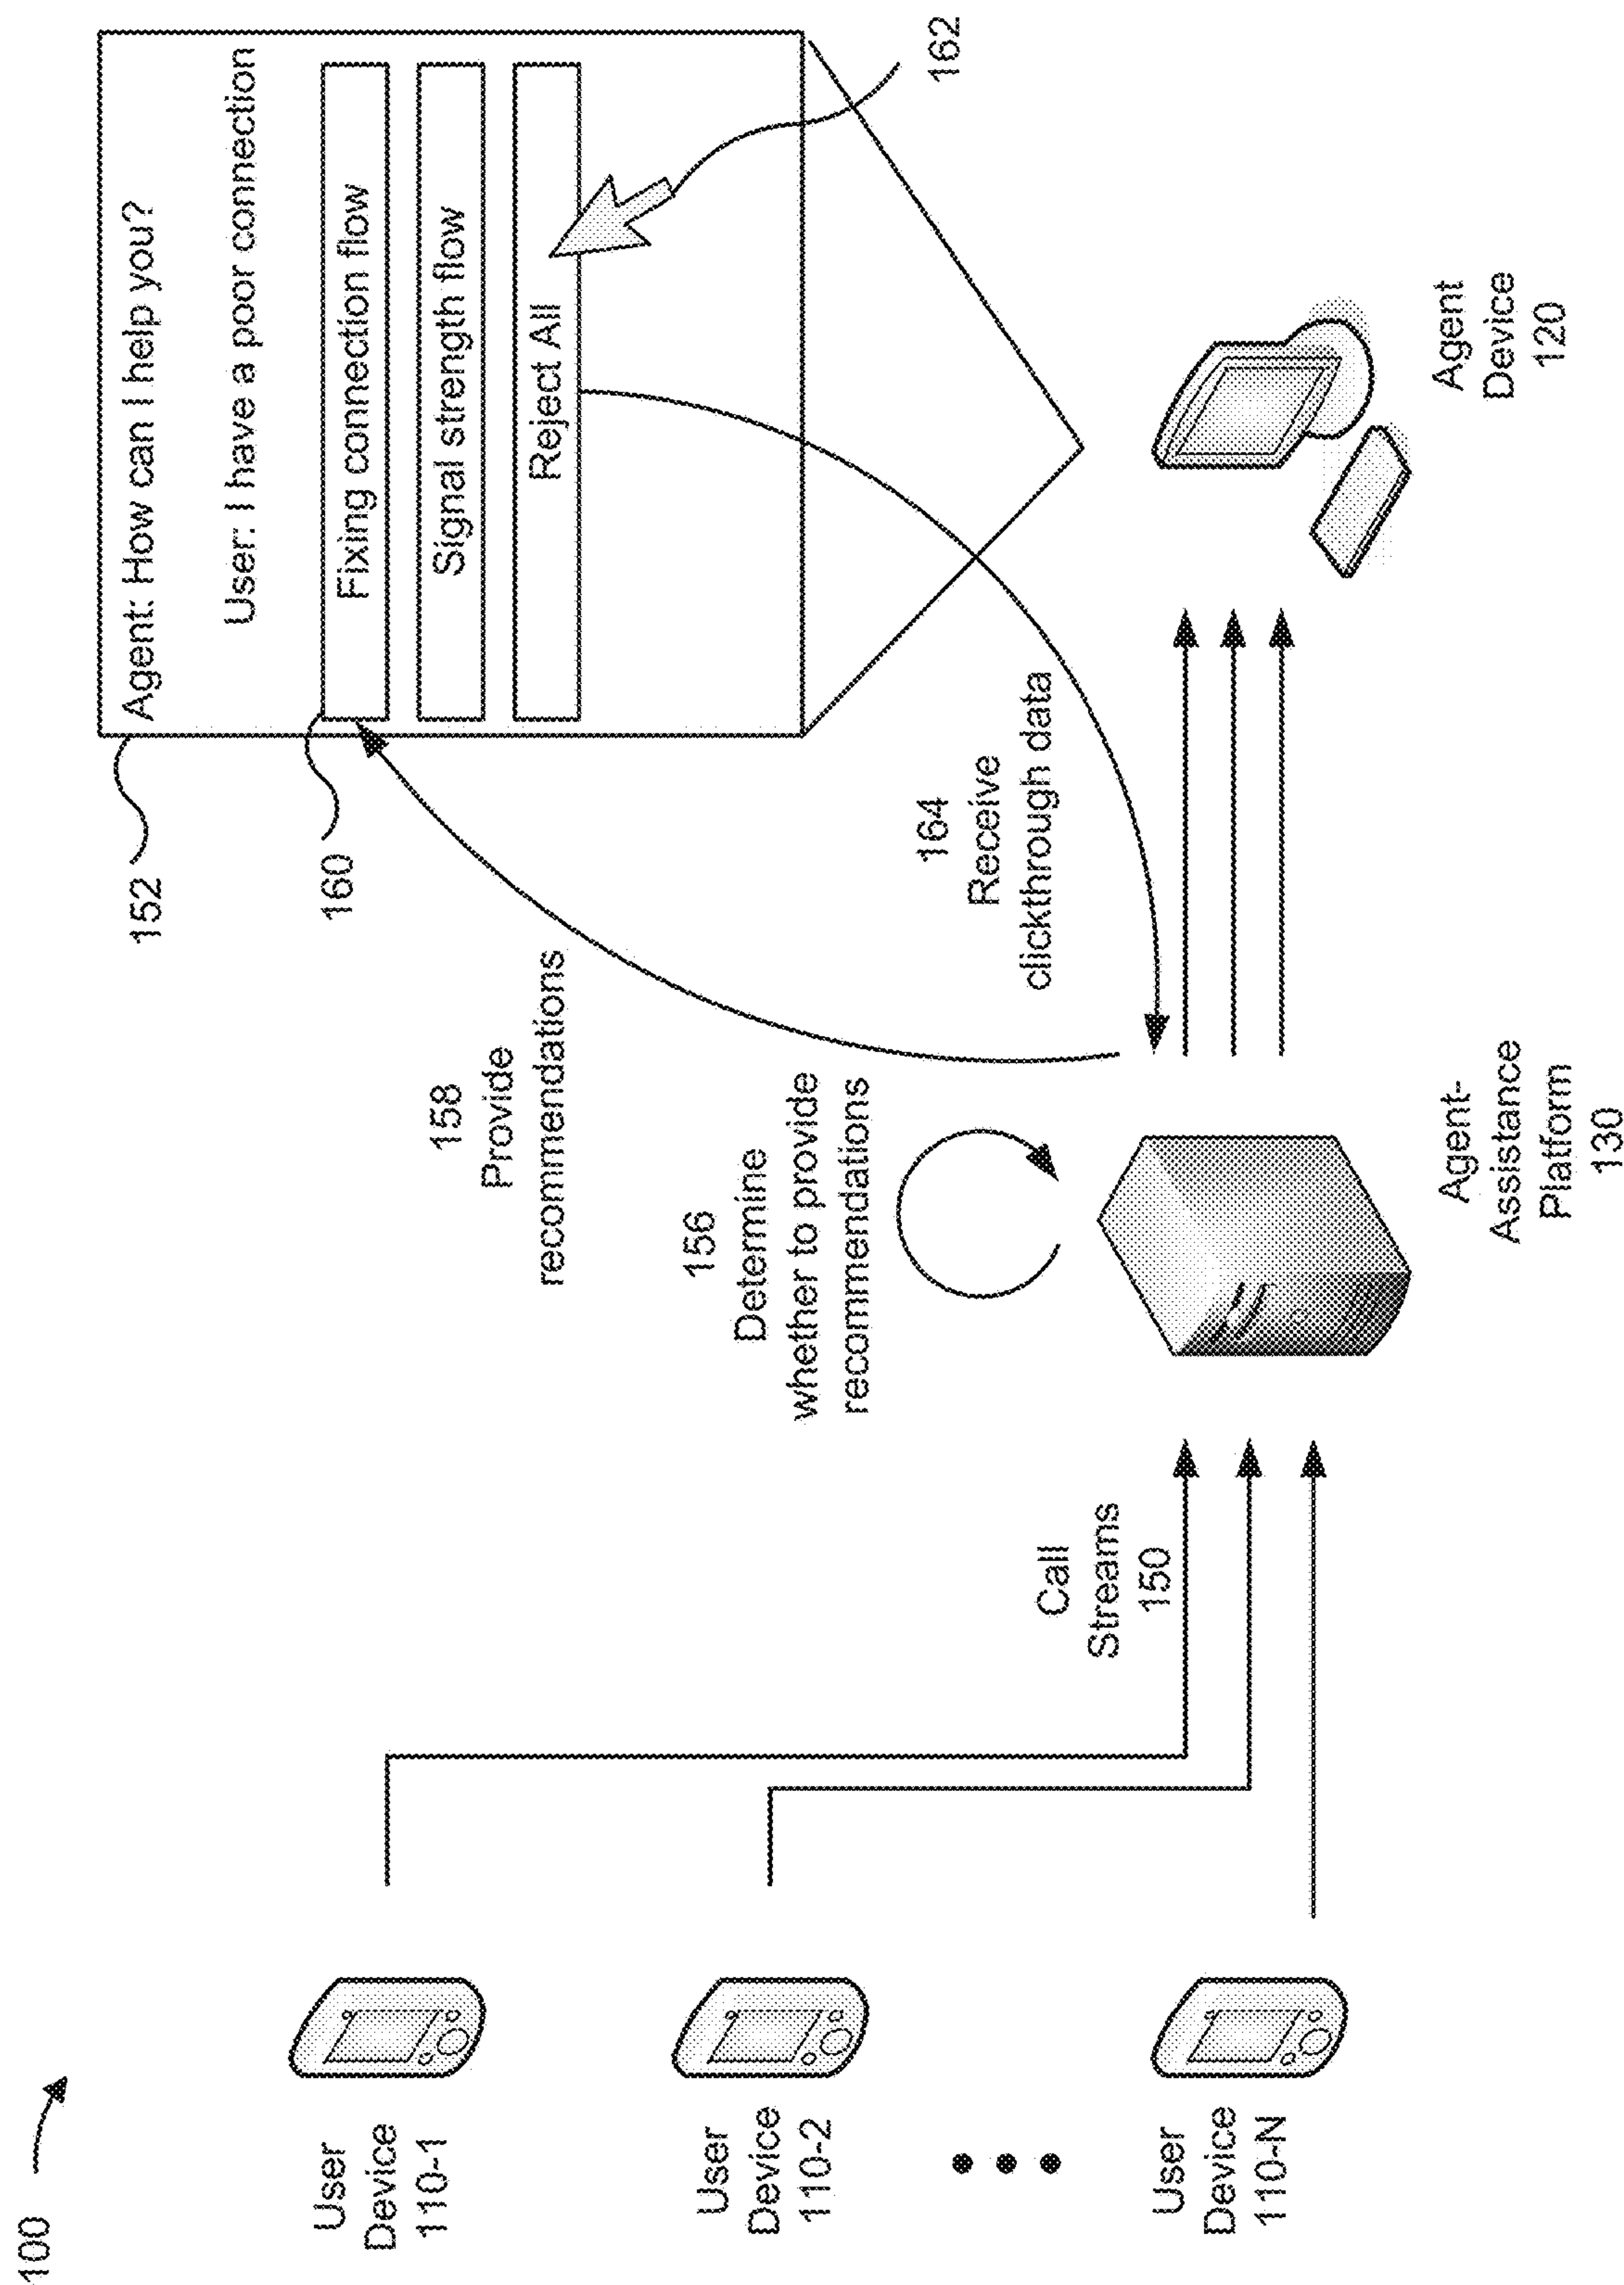 100
152
Agent: How can I help you?
User: I have a poor connection
160
Fixing connection flow
Signal strength flow
Reject All
162
158
Provide
recommendations
156
Determine
whether to provide
recommendations
164
Receive
clickthrough data
User
Device
110-1
User
Device
110-2
User
Device
110-N
Call
Streams
150
Agent-
Assistance
Platform
130
Agent
Device
120